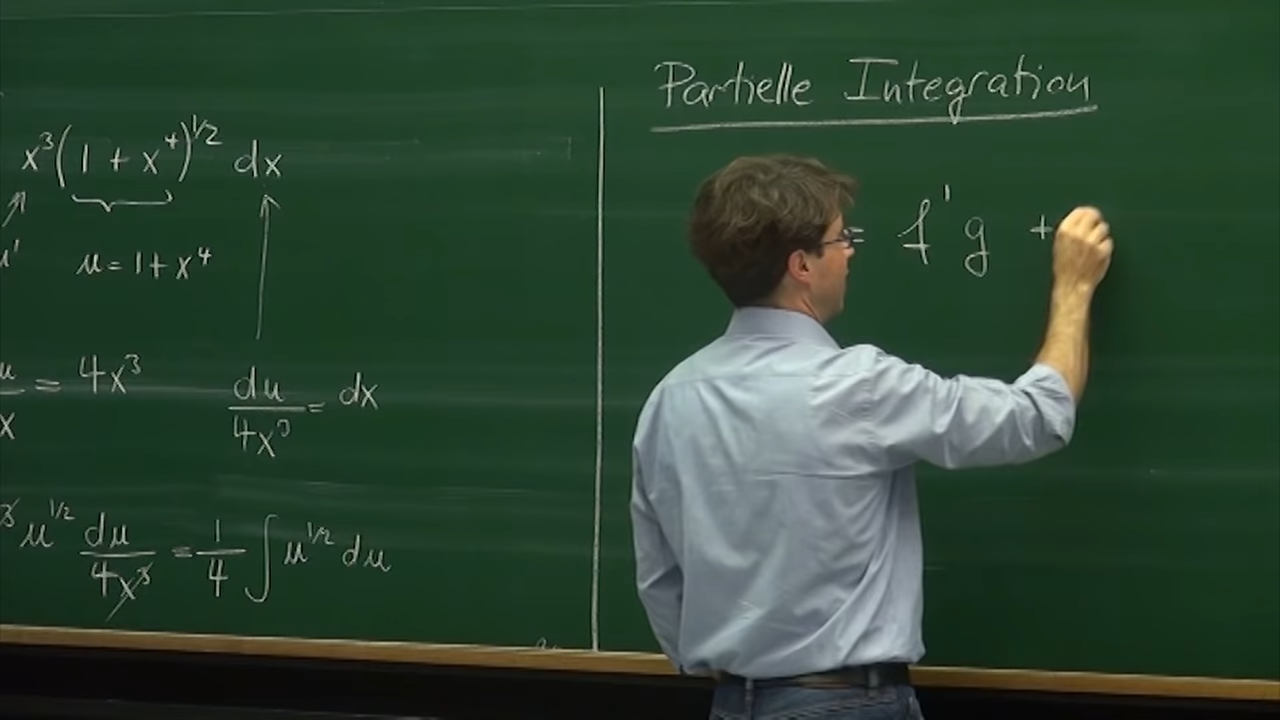 x³(1 + x⁴)^1/2 dx
u'
u = 1 + x⁴
u/x = 4x³
du/4x³ = dx
³ u^1/2 du/4x³ = 1/4 ∫ u^1/2 du
Partielle Integration
= f' g +